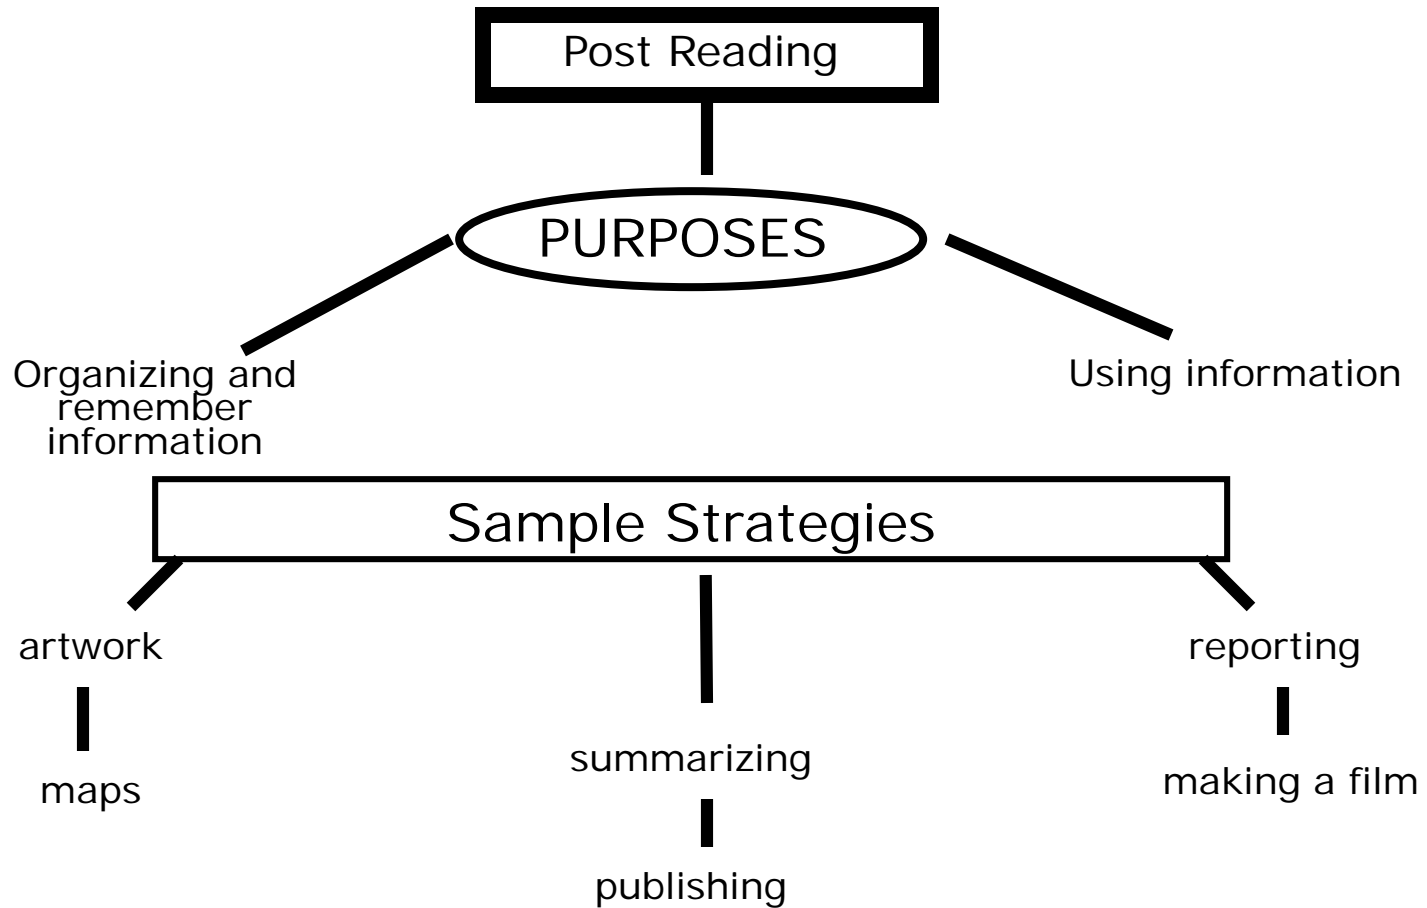 Post Reading
PURPOSES
Organizing and
remember
information
Using information
Sample Strategies
artwork
reporting
summarizing
maps
making a film
publishing